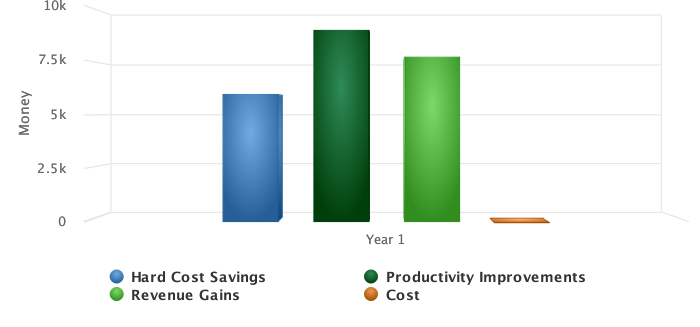 10k
7.5k
5k
2.5k
0
Money
Year 1
Hard Cost Savings Productivity Improvements
Revenue Gains Cost